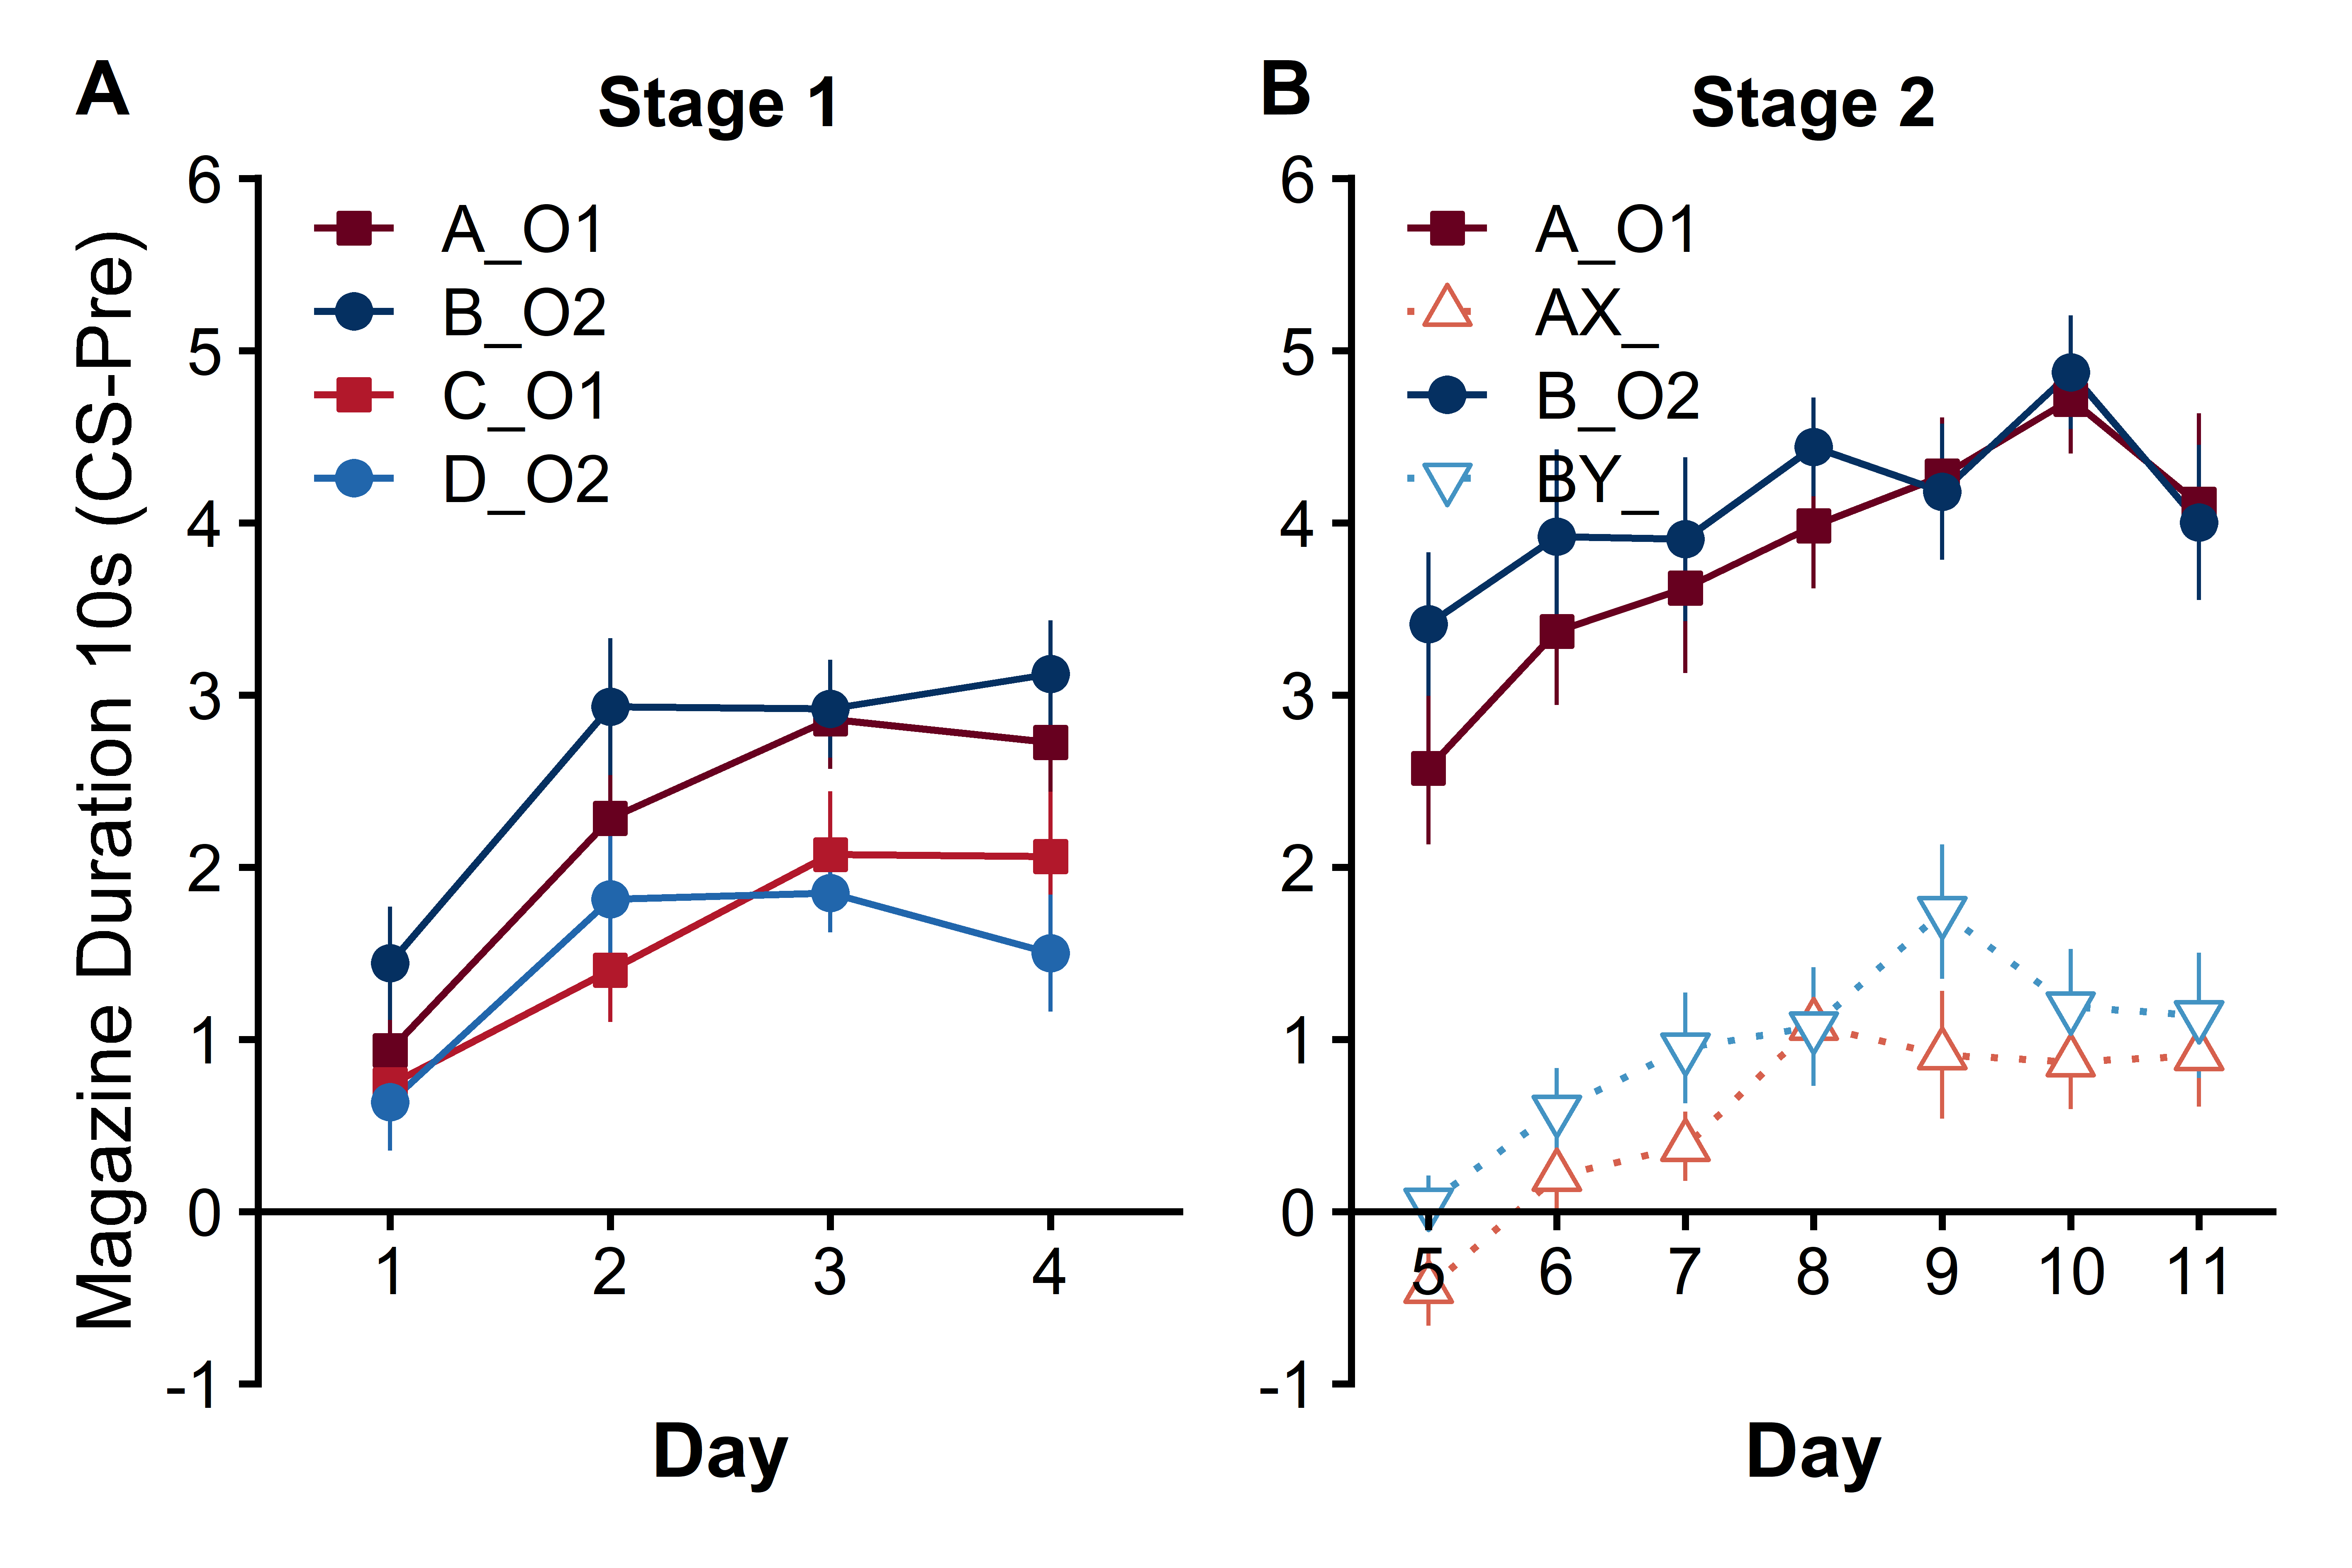 A
Stage 1
Magazine Duration 10s (CS-Pre)
6
5
4
3
2
1
0
-1
A_O1
B_O2
C_O1
D_O2
1 2 3 4
Day
B
Stage 2
6
5
4
3
2
1
0
-1
A_O1
AX_
B_O2
BY_
5 6 7 8 9 10 11
Day